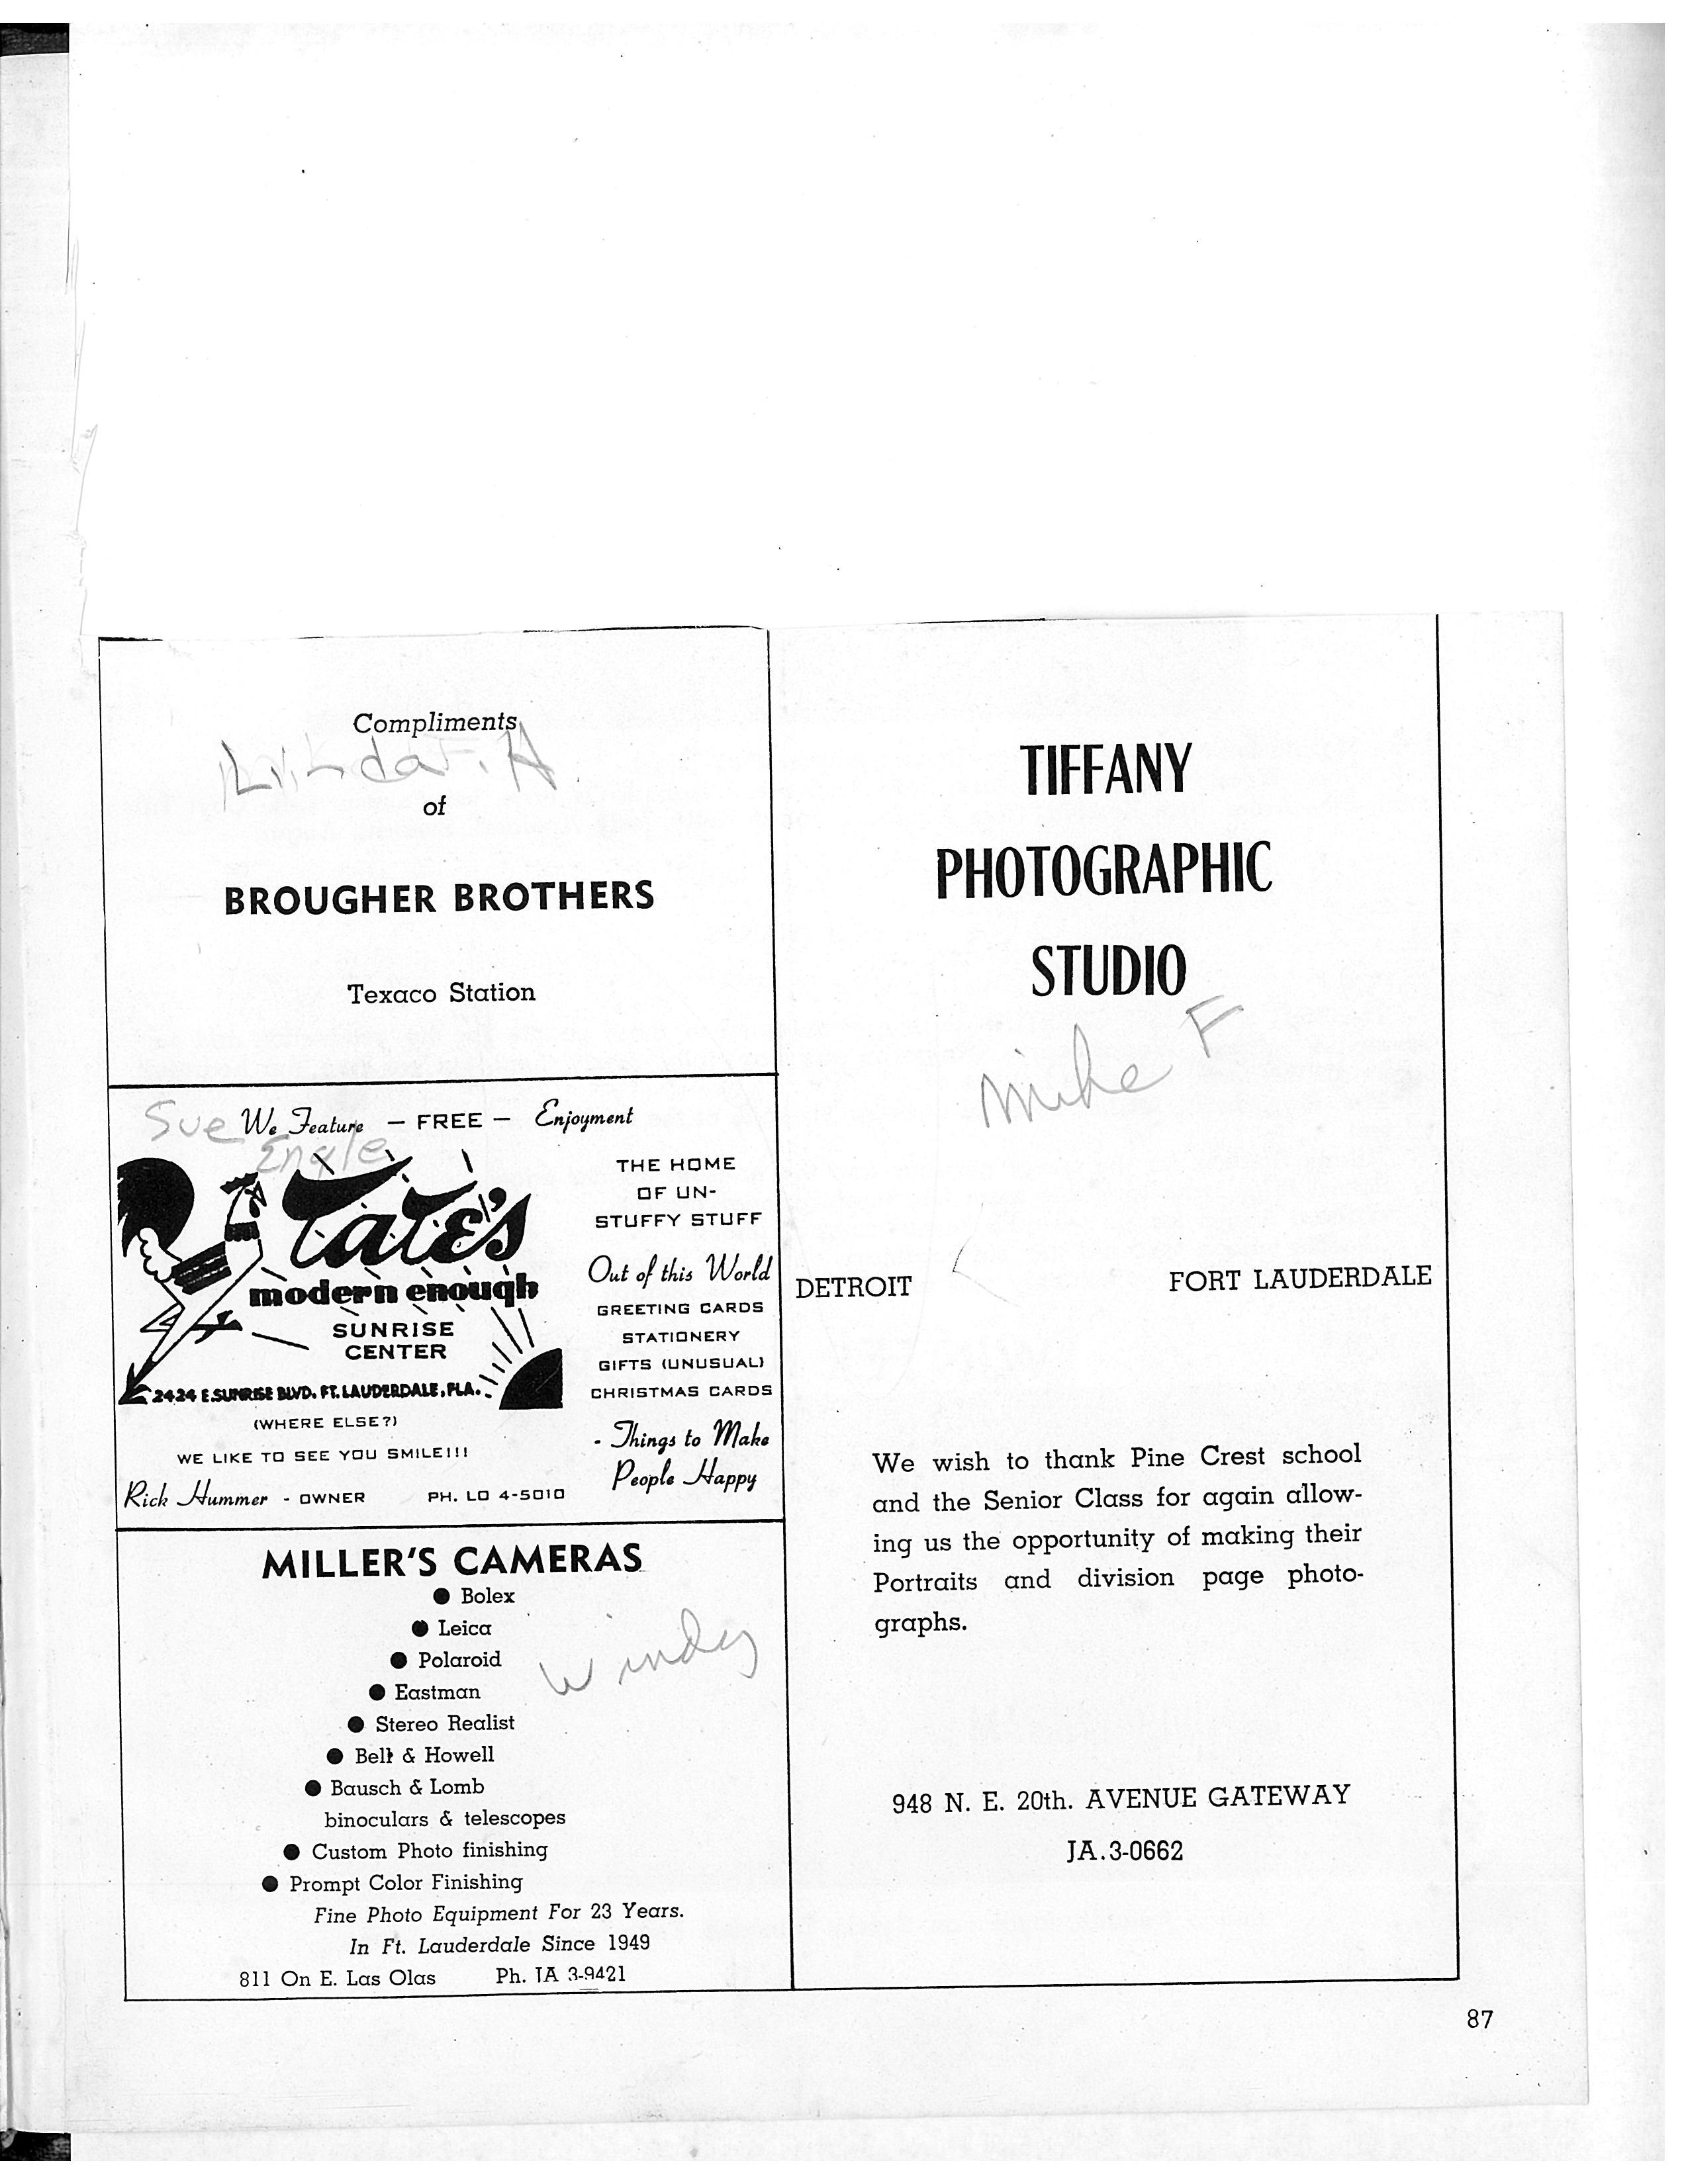 Compliments
Linda F. H.
of
BROUGHER BROTHERS
Texaco Station
Sue We Feature — FREE — Enjoyment
Engle
Tate's
modern enough
SUNRISE
CENTER
2424 E. SUNRISE BLVD. FT. LAUDERDALE, FLA.
(WHERE ELSE?)
WE LIKE TO SEE YOU SMILE!!!
Rick Hummer - OWNER PH. LO 4-5010
THE HOME
OF UN-
STUFFY STUFF
Out of this World
GREETING CARDS
STATIONERY
GIFTS (UNUSUAL)
CHRISTMAS CARDS
- Things to Make
People Happy
MILLER'S CAMERAS
● Bolex
● Leica
● Polaroid
● Eastman
● Stereo Realist
● Bell & Howell
● Bausch & Lomb
binoculars & telescopes
● Custom Photo finishing
● Prompt Color Finishing
Windy
Fine Photo Equipment For 23 Years.
In Ft. Lauderdale Since 1949
811 On E. Las Olas Ph. JA 3-9421
TIFFANY
PHOTOGRAPHIC
STUDIO
Mike F
DETROIT FORT LAUDERDALE
We wish to thank Pine Crest school
and the Senior Class for again allow-
ing us the opportunity of making their
Portraits and division page photo-
graphs.
948 N. E. 20th. AVENUE GATEWAY
JA.3-0662
87